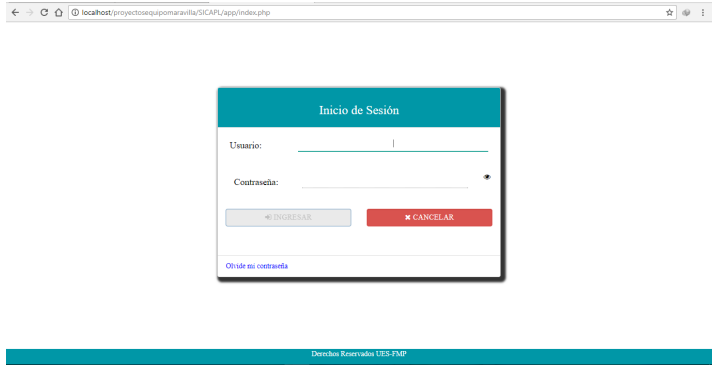 localhost/proyectosequipomaravilla/SICAPL/app/index.php
Inicio de Sesión
Usuario:
Contraseña:
INGRESAR
CANCELAR
Olvide mi contraseña
Derechos Reservados UES-FMP